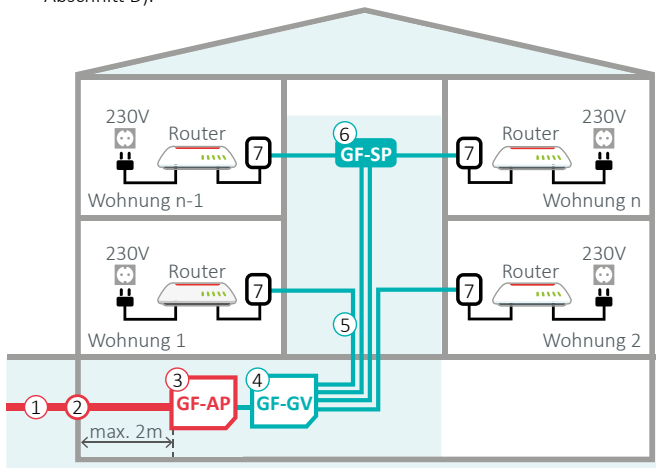 Abschnitt D).
230V
Router
7
Wohnung n-1
6
GF-SP
230V
Router
7
Wohnung n
230V
Router
7
Wohnung 1
5
230V
Router
7
Wohnung 2
1
2
3
GF-AP
4
GF-GV
max. 2m